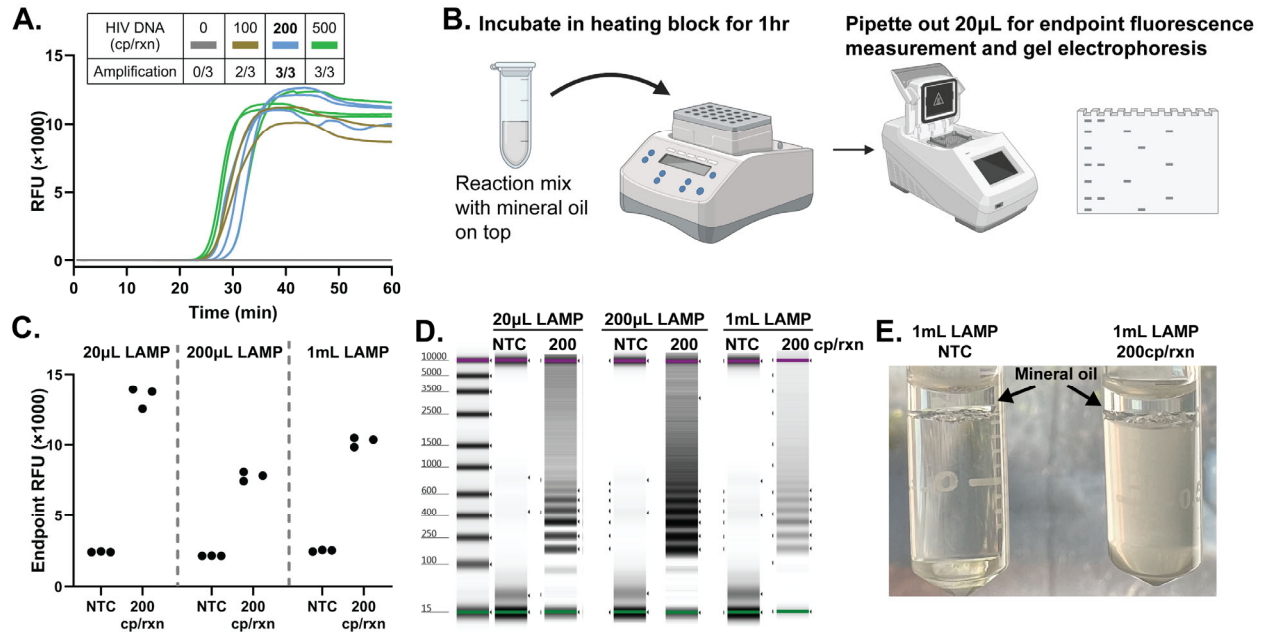 A.
HIV DNA
(cp/rxn)
0 100 200 500
Amplification 0/3 2/3 3/3 3/3
15
10
5
0
RFU (×1000)
0 10 20 30 40 50 60
Time (min)
B. Incubate in heating block for 1hr
Reaction mix
with mineral oil
on top
Pipette out 20µL for endpoint fluorescence
measurement and gel electrophoresis
C.
20µL LAMP 200µL LAMP 1mL LAMP
15
10
5
0
Endpoint RFU (×1000)
NTC 200 NTC 200 NTC 200
cp/rxn cp/rxn cp/rxn
D.
20µL LAMP 200µL LAMP 1mL LAMP
NTC 200 NTC 200 NTC 200 cp/rxn
10000
5000
3500
2500
1500
1000
600
400
250
100
15
E.
1mL LAMP
NTC
1mL LAMP
200cp/rxn
Mineral oil